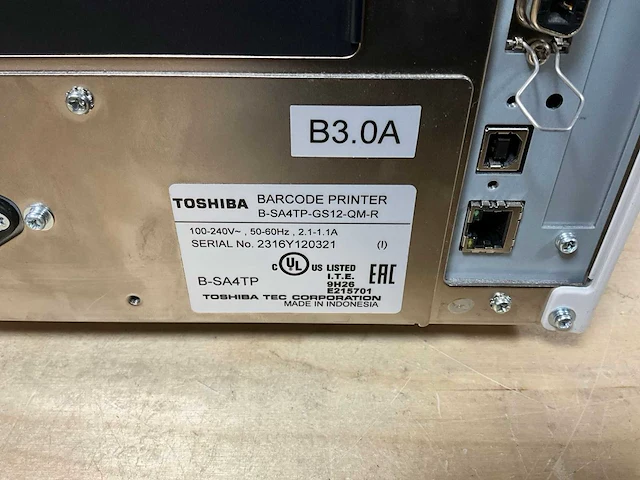 B3.0A
TOSHIBA BARCODE PRINTER
B-SA4TP-GS12-QM-R
100-240V~, 50-60Hz, 2.1-1.1A
SERIAL No. 2316Y120321 (I)
B-SA4TP
C UL US LISTED
I.T.E.
9H26
E215701
EAC
TOSHIBA TEC CORPORATION
MADE IN INDONESIA